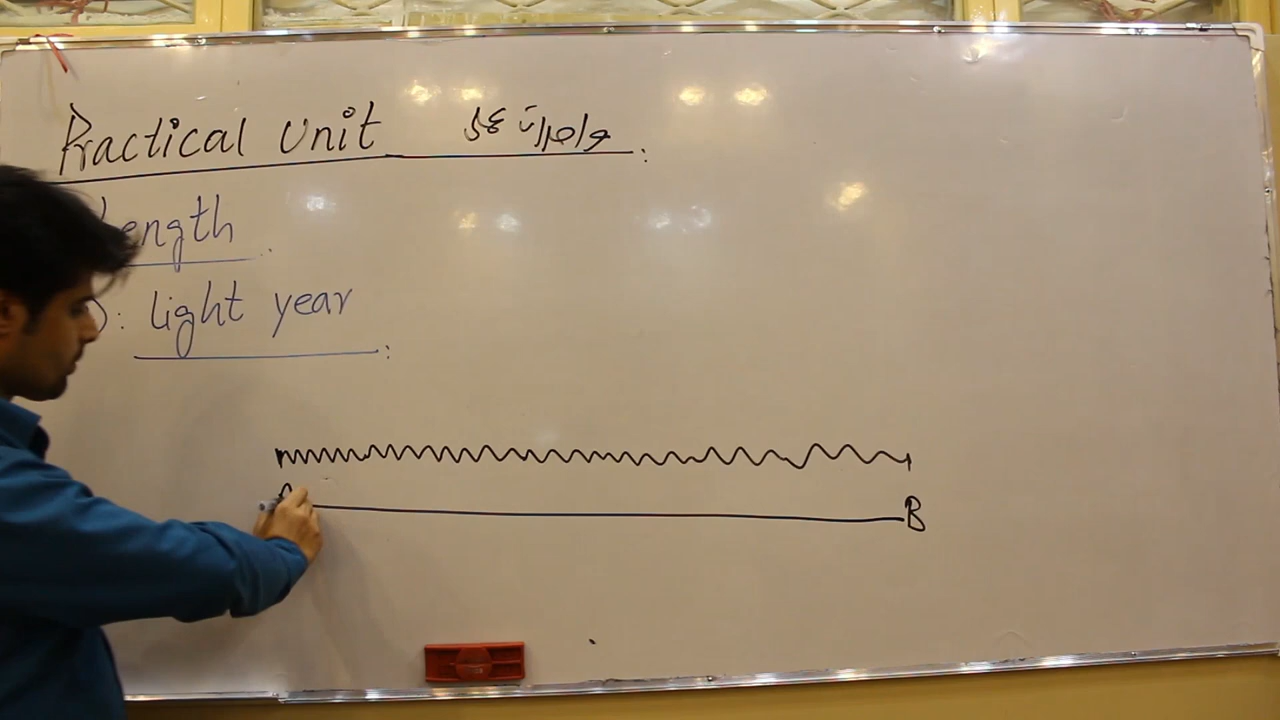 Practical Unit واحدات عملی :
Length
: light year :
B